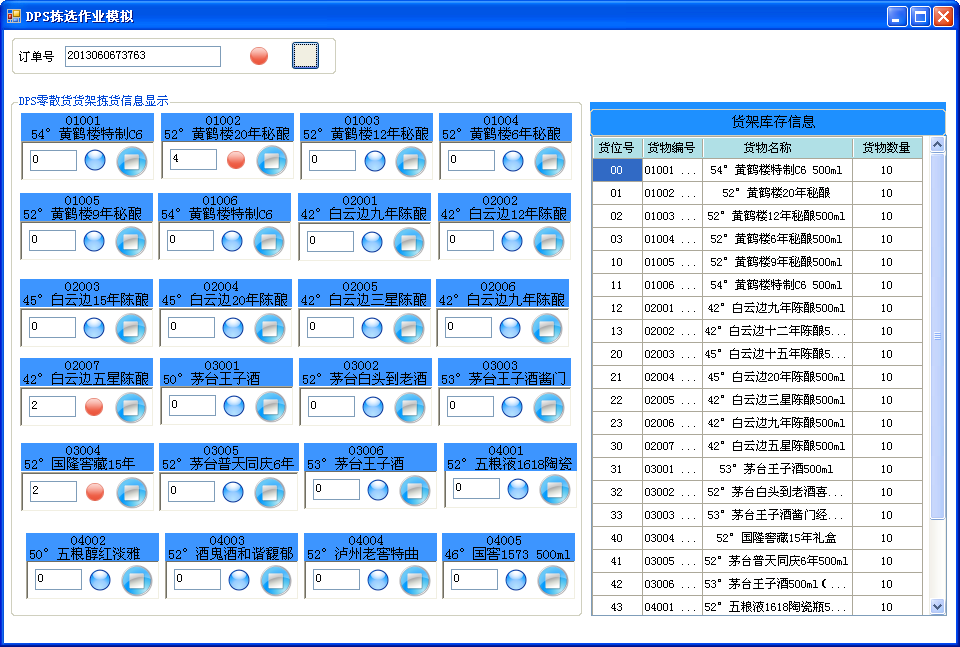 DPS拣选作业模拟
订单号 2013060673763
DPS零散货货架拣货信息显示
01001 01002 01003 01004
54° 黄鹤楼特制C6 52° 黄鹤楼20年秘酿 52° 黄鹤楼12年秘酿 52° 黄鹤楼6年秘酿
0 4 0 0
01005 01006 02001 02002
52° 黄鹤楼9年秘酿 54° 黄鹤楼特制C6 42° 白云边九年陈酿 42° 白云边12年陈酿
0 0 0 0
02003 02004 02005 02006
45° 白云边15年陈酿 45° 白云边20年陈酿 42° 白云边三星陈酿 42° 白云边九年陈酿
0 0 0 0
02007 03001 03002 03003
42° 白云边五星陈酿 50° 茅台王子酒 52° 茅台白头到老酒 53° 茅台王子酒酱门
2 0 0 0
03004 03005 03006 04001
52° 国隆窖藏15年 52° 茅台普天同庆6年 53° 茅台王子酒 52° 五粮液1618陶瓷
2 0 0 0
04002 04003 04004 04005
50° 五粮醇红淡雅 52° 酒鬼酒和谐馥郁 52° 泸州老窖特曲 46° 国窖1573 500ml
0 0 0 0
货架库存信息
货位号 货物编号 货物名称 货物数量
00 01001 ... 54° 黄鹤楼特制C6 500ml 10
01 01002 ... 52° 黄鹤楼20年秘酿 10
02 01003 ... 52° 黄鹤楼12年秘酿500ml 10
03 01004 ... 52° 黄鹤楼6年秘酿500ml 10
10 01005 ... 52° 黄鹤楼9年秘酿500ml 10
11 01006 ... 54° 黄鹤楼特制C6 500ml 10
12 02001 ... 42° 白云边九年陈酿500ml 10
13 02002 ... 42° 白云边十二年陈酿5... 10
20 02003 ... 45° 白云边十五年陈酿5... 10
21 02004 ... 45° 白云边20年陈酿500ml 10
22 02005 ... 42° 白云边三星陈酿500ml 10
23 02006 ... 42° 白云边九年陈酿500ml 10
30 02007 ... 42° 白云边五星陈酿500ml 10
31 03001 ... 53° 茅台王子酒500ml 10
32 03002 ... 52° 茅台白头到老酒喜... 10
33 03003 ... 53° 茅台王子酒酱门经... 10
40 03004 ... 52° 国隆窖藏15年礼盒 10
41 03005 ... 52° 茅台普天同庆6年500ml 10
42 03006 ... 53° 茅台王子酒500ml（... 10
43 04001 ... 52° 五粮液1618陶瓷瓶5... 10